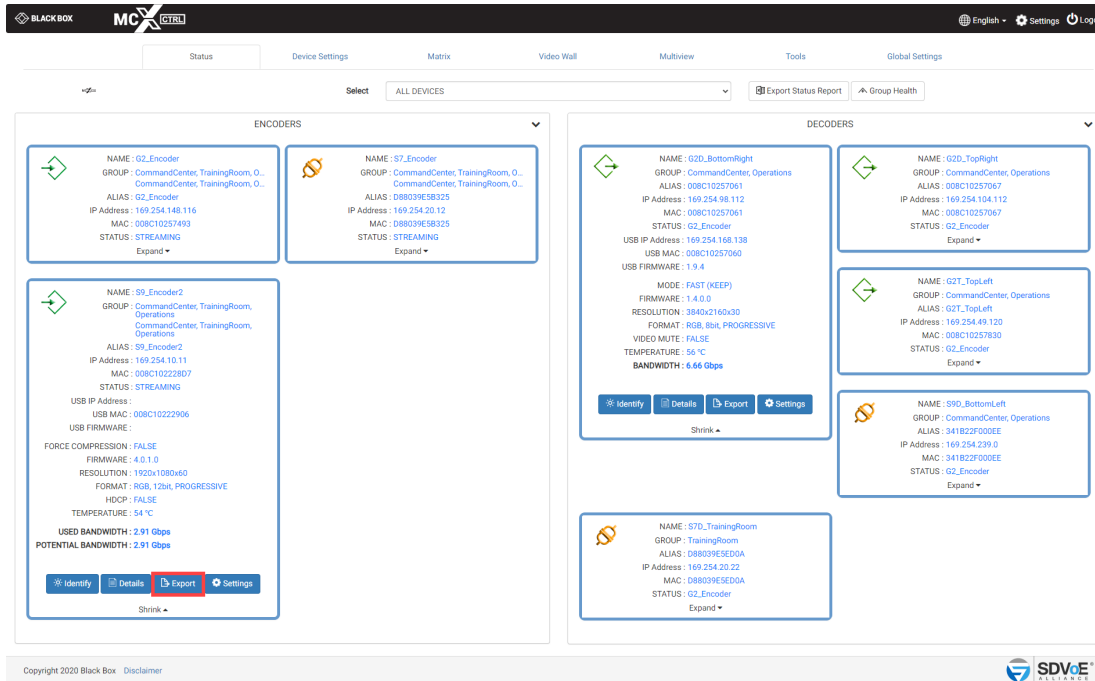 BLACK BOX MCX CTRL English Settings Logo
Status Device Settings Matrix Video Wall Multiview Tools Global Settings
Select ALL DEVICES Export Status Report Group Health
ENCODERS
NAME : G2_Encoder
GROUP : CommandCenter, TrainingRoom, O...
CommandCenter, TrainingRoom, O...
ALIAS : G2_Encoder
IP Address : 169.254.148.116
MAC : 008C10257493
STATUS : STREAMING
Expand
NAME : S7_Encoder
GROUP : CommandCenter, TrainingRoom, O...
CommandCenter, TrainingRoom, O...
ALIAS : D88039E5B325
IP Address : 169.254.20.12
MAC : D88039E5B325
STATUS : STREAMING
Expand
NAME : S9_Encoder2
GROUP : CommandCenter, TrainingRoom,
Operations
CommandCenter, TrainingRoom,
Operations
ALIAS : S9_Encoder2
IP Address : 169.254.10.11
MAC : 008C102228D7
STATUS : STREAMING
USB IP Address :
USB MAC : 008C10222906
USB FIRMWARE :
FORCE COMPRESSION : FALSE
FIRMWARE : 4.0.1.0
RESOLUTION : 1920x1080x60
FORMAT : RGB, 12bit, PROGRESSIVE
HDCP : FALSE
TEMPERATURE : 54 °C
USED BANDWIDTH : 2.91 Gbps
POTENTIAL BANDWIDTH : 2.91 Gbps
Identify Details Export Settings
Shrink
DECODERS
NAME : G2D_BottomRight
GROUP : CommandCenter, Operations
ALIAS : 008C10257061
IP Address : 169.254.98.112
MAC : 008C10257061
STATUS : G2_Encoder
USB IP Address : 169.254.168.138
USB MAC : 008C10257060
USB FIRMWARE : 1.9.4
MODE : FAST (KEEP)
FIRMWARE : 1.4.0.0
RESOLUTION : 3840x2160x30
FORMAT : RGB, 8bit, PROGRESSIVE
VIDEO MUTE : FALSE
TEMPERATURE : 56 °C
BANDWIDTH : 6.66 Gbps
Identify Details Export Settings
Shrink
NAME : G2D_TopRight
GROUP : CommandCenter, Operations
ALIAS : 008C10257067
IP Address : 169.254.104.112
MAC : 008C10257067
STATUS : G2_Encoder
Expand
NAME : G2T_TopLeft
GROUP : CommandCenter, Operations
ALIAS : G2T_TopLeft
IP Address : 169.254.49.120
MAC : 008C10257830
STATUS : G2_Encoder
Expand
NAME : S9D_BottomLeft
GROUP : CommandCenter, Operations
ALIAS : 341B22F000EE
IP Address : 169.254.239.0
MAC : 341B22F000EE
STATUS : G2_Encoder
Expand
NAME : S7D_TrainingRoom
GROUP : TrainingRoom
ALIAS : D88039E5ED0A
IP Address : 169.254.20.22
MAC : D88039E5ED0A
STATUS : G2_Encoder
Expand
Copyright 2020 Black Box Disclaimer
SDVoE
ALLIANCE